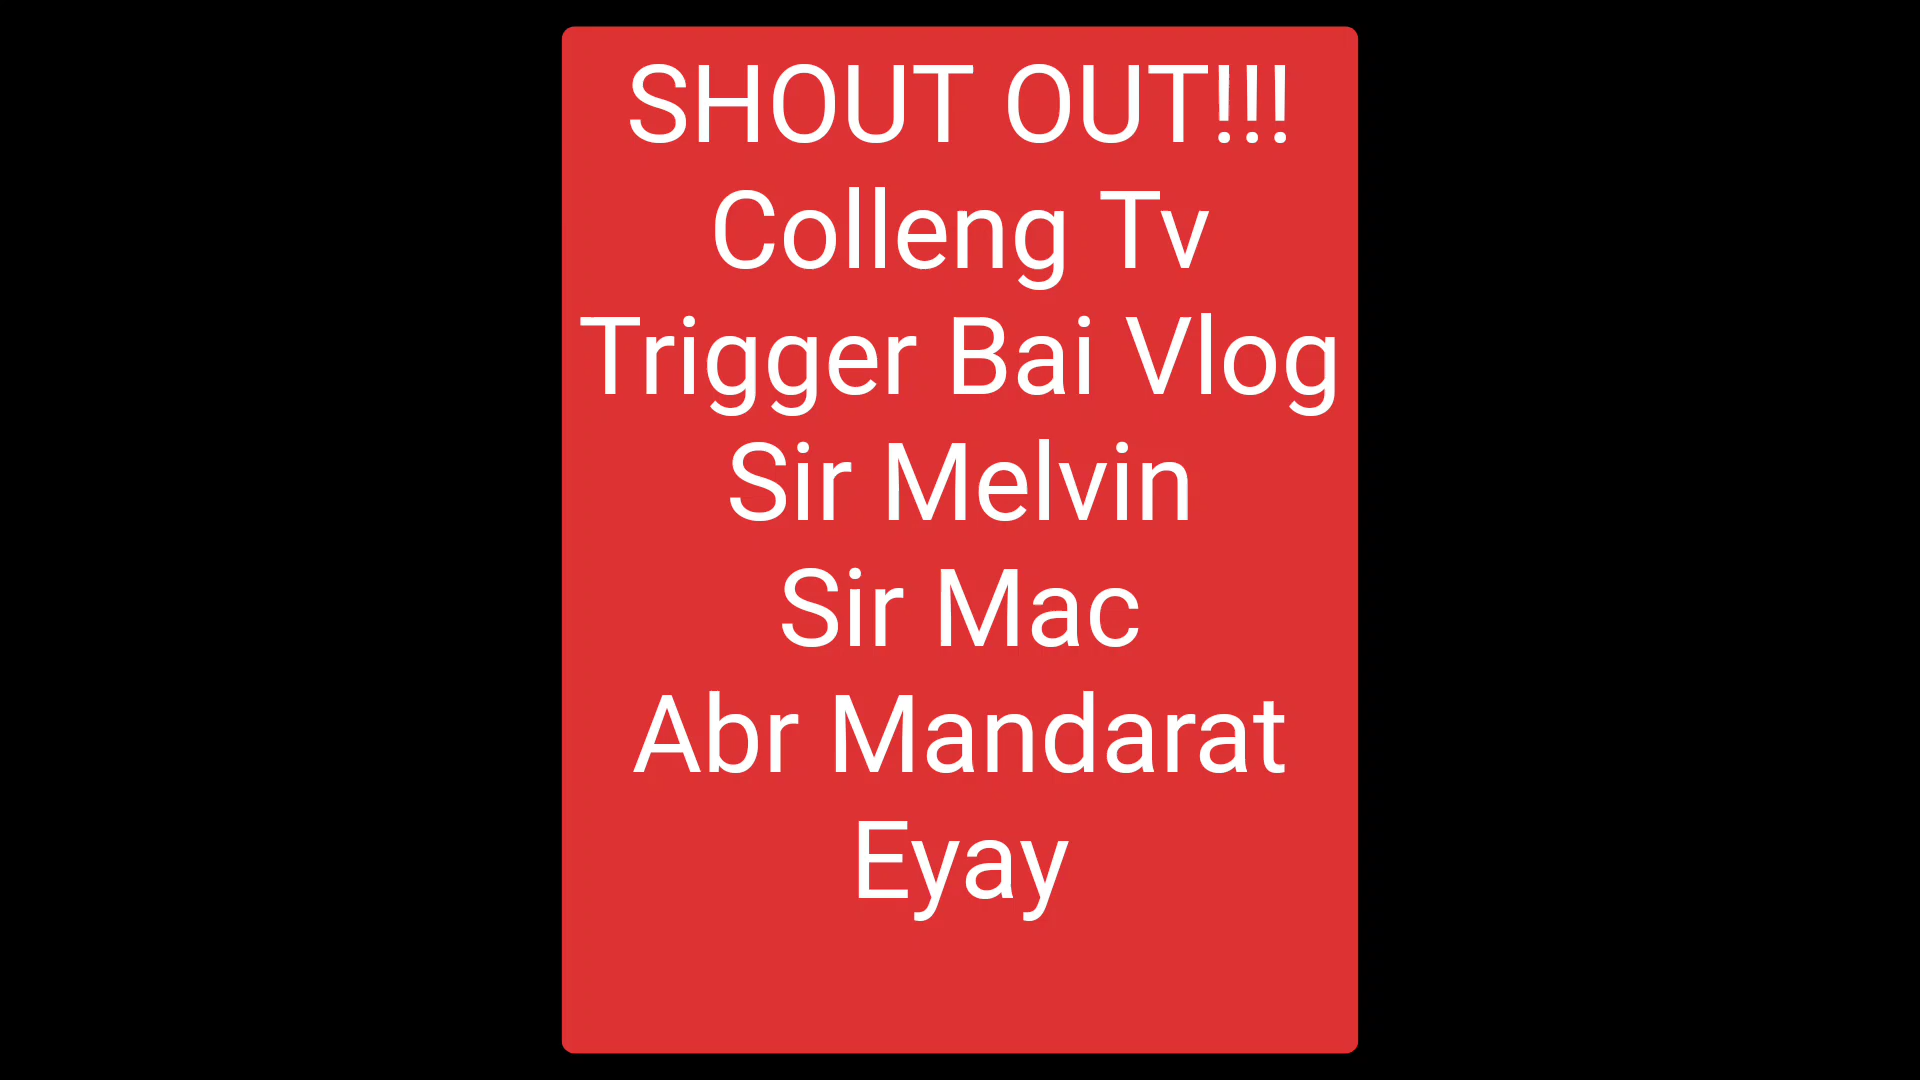 SHOUT OUT!!!
Colleng Tv
Trigger Bai Vlog
Sir Melvin
Sir Mac
Abr Mandarat
Eyay